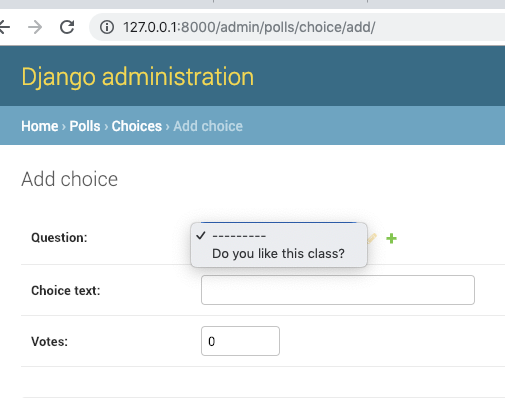 127.0.0.1:8000/admin/polls/choice/add/
Django administration
Home › Polls › Choices › Add choice
Add choice
Question:
✓ ---------
Do you like this class?
Choice text:
Votes: 0